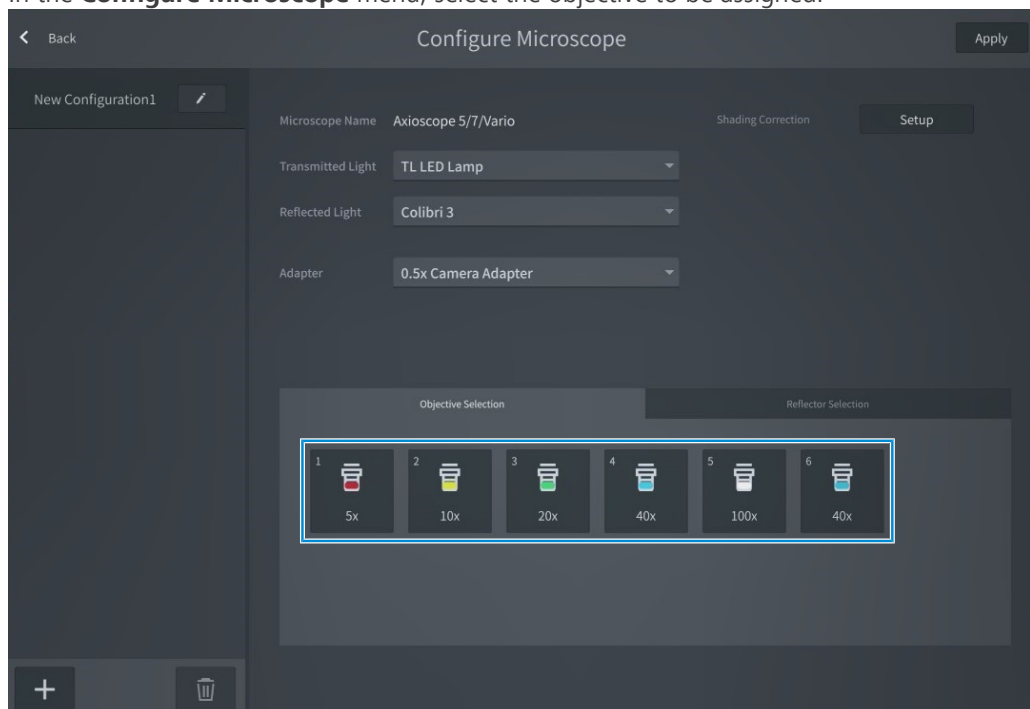 In the Configure Microscope menu, select the objective to be assigned.
Back
Configure Microscope
Apply
New Configuration1
Microscope Name Axioscope 5/7/Vario
Shading Correction Setup
Transmitted Light TL LED Lamp
Reflected Light Colibri 3
Adapter 0.5x Camera Adapter
Objective Selection Reflector Selection
1 2 3 4 5 6
5x 10x 20x 40x 100x 40x